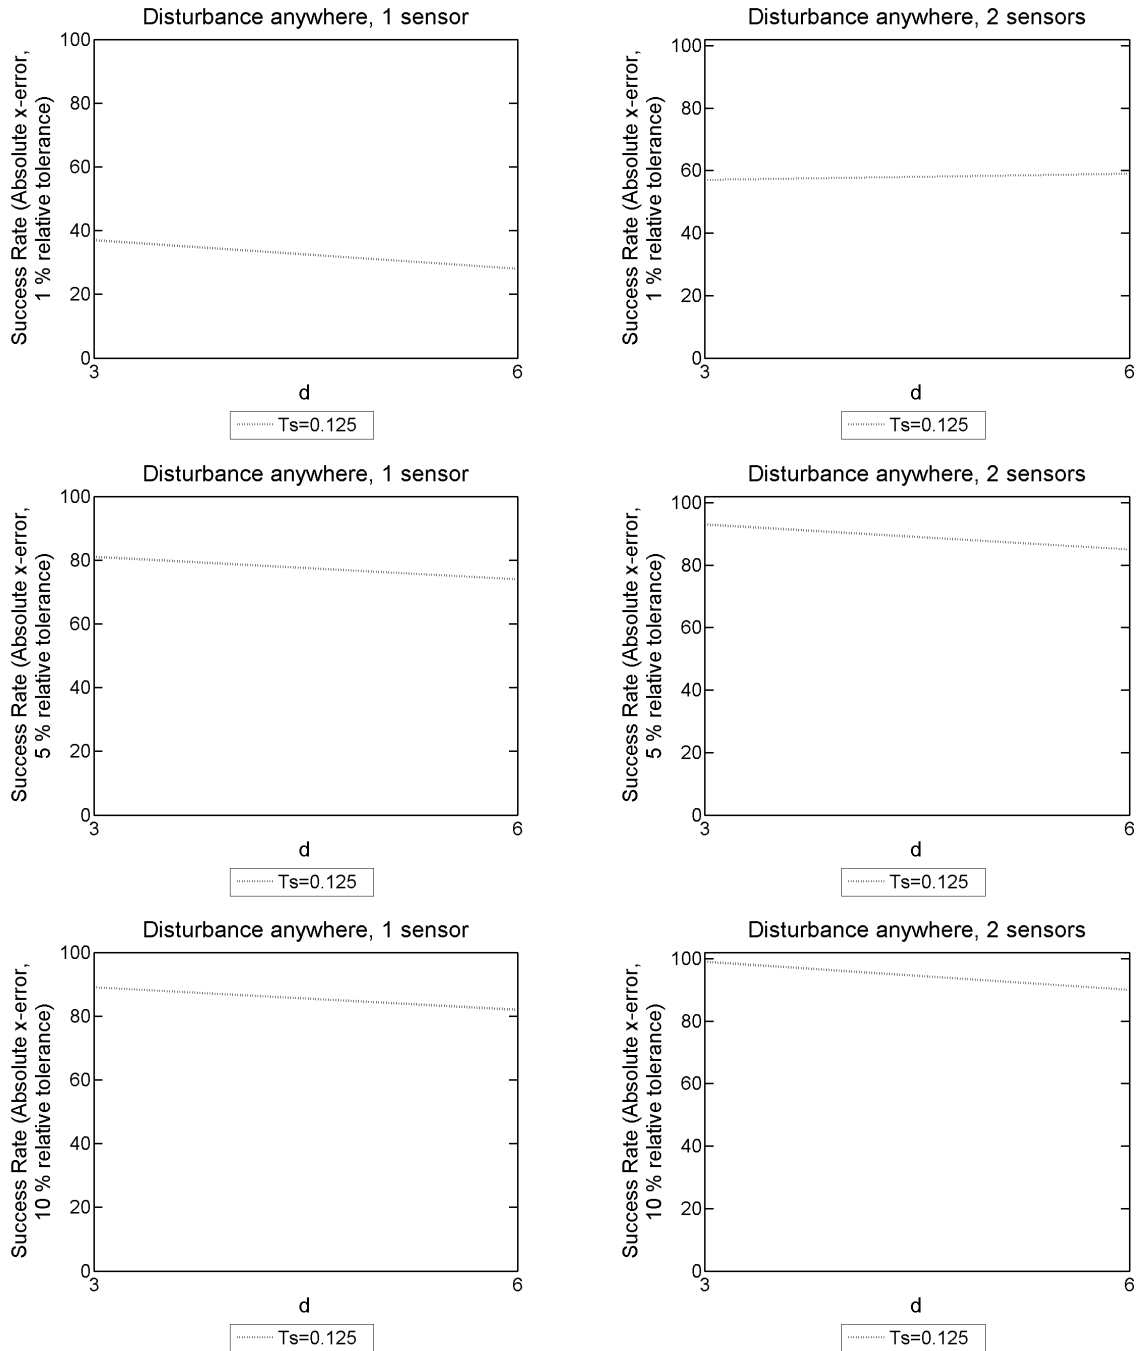 Disturbance anywhere, 1 sensor
Success Rate (Absolute x-error,
1 % relative tolerance)
100
80
60
40
20
0
3
6
d
Ts=0.125
Disturbance anywhere, 2 sensors
Success Rate (Absolute x-error,
1 % relative tolerance)
100
80
60
40
20
0
3
6
d
Ts=0.125
Disturbance anywhere, 1 sensor
Success Rate (Absolute x-error,
5 % relative tolerance)
100
80
60
40
20
0
3
6
d
Ts=0.125
Disturbance anywhere, 2 sensors
Success Rate (Absolute x-error,
5 % relative tolerance)
100
80
60
40
20
0
3
6
d
Ts=0.125
Disturbance anywhere, 1 sensor
Success Rate (Absolute x-error,
10 % relative tolerance)
100
80
60
40
20
0
3
6
d
Ts=0.125
Disturbance anywhere, 2 sensors
Success Rate (Absolute x-error,
10 % relative tolerance)
100
80
60
40
20
0
3
6
d
Ts=0.125